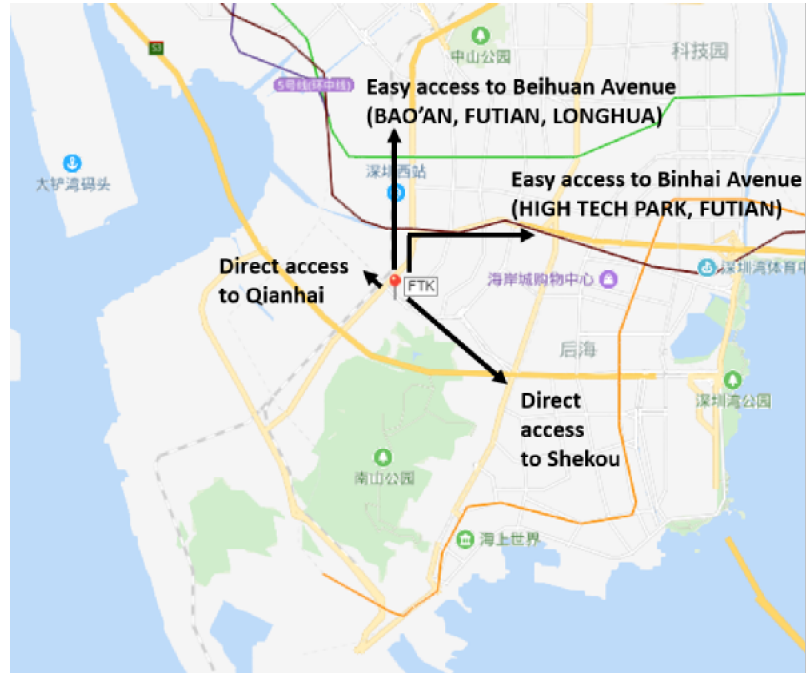 中山公园
科技园
S3
5号线(环中线)
Easy access to Beihuan Avenue
(BAO'AN, FUTIAN, LONGHUA)
大铲湾码头
深圳西站
Easy access to Binhai Avenue
(HIGH TECH PARK, FUTIAN)
Direct access
to Qianhai
FTK
海岸城购物中心
深圳湾体育中
后海
Direct
access
to Shekou
深圳湾公园
南山公园
海上世界